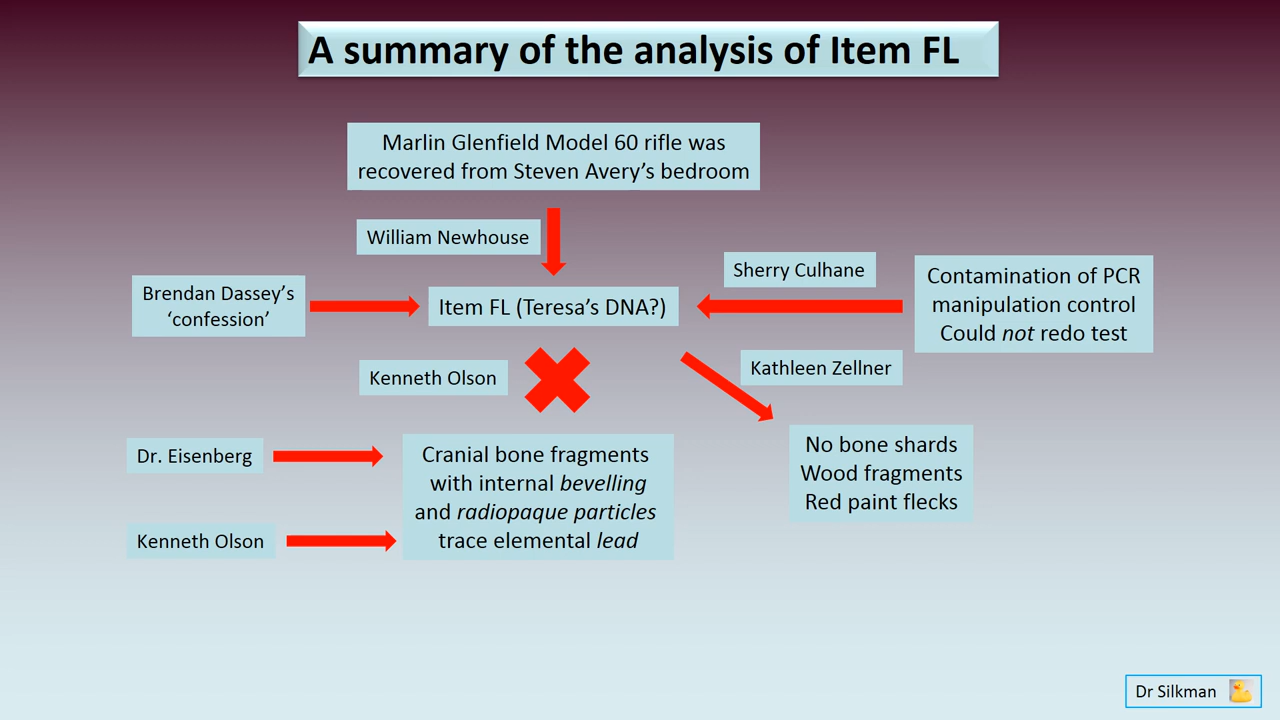 A summary of the analysis of Item FL
Marlin Glenfield Model 60 rifle was
recovered from Steven Avery's bedroom
William Newhouse
Sherry Culhane
Contamination of PCR
manipulation control
Could not redo test
Brendan Dassey's
'confession'
Item FL (Teresa's DNA?)
Kenneth Olson
Kathleen Zellner
Dr. Eisenberg
Cranial bone fragments
with internal bevelling
and radiopaque particles
trace elemental lead
No bone shards
Wood fragments
Red paint flecks
Kenneth Olson
Dr Silkman